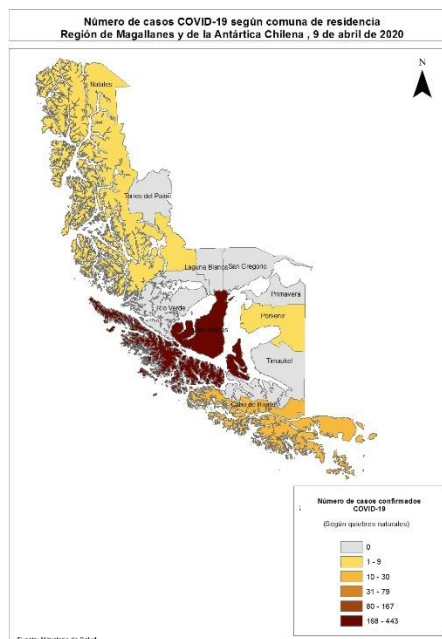 Número de casos COVID-19 según comuna de residencia
Región de Magallanes y de la Antártica Chilena , 9 de abril de 2020
N
Natales
Torres del Paine
Laguna Blanca
San Gregorio
Primavera
Río Verde
Porvenir
Timaukel
Cabo de Hornos
Número de casos confirmados
COVID-19
(Según quiebres naturales)
0
1 - 9
10 - 30
31 - 79
80 - 167
168 - 443